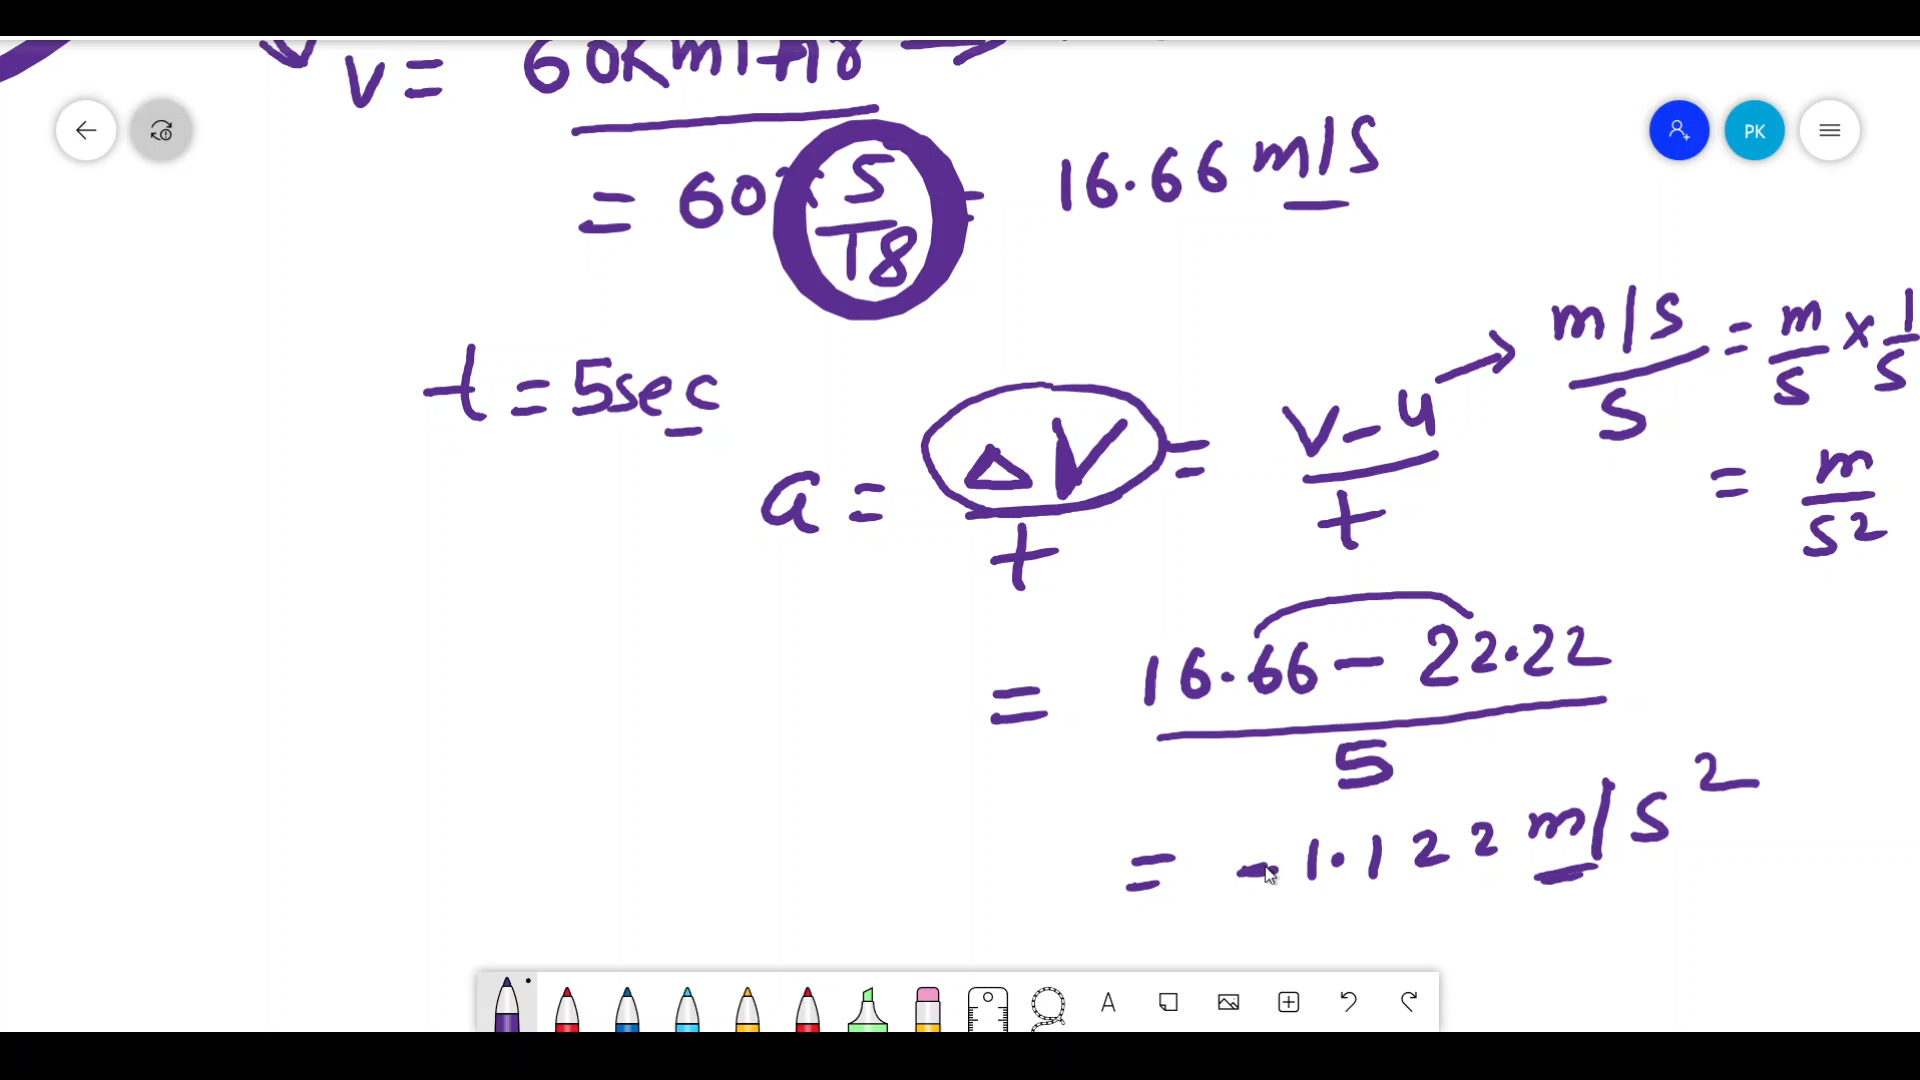 v = 60km/hr
= 60 x 5/18 = 16.66 m/s
PK
t = 5sec
m/s / s = m/s x 1/s
a = ΔV/t = v-u/t
= m/s²
= 16.66 - 22.22 / 5
= -1.122 m/s²
A